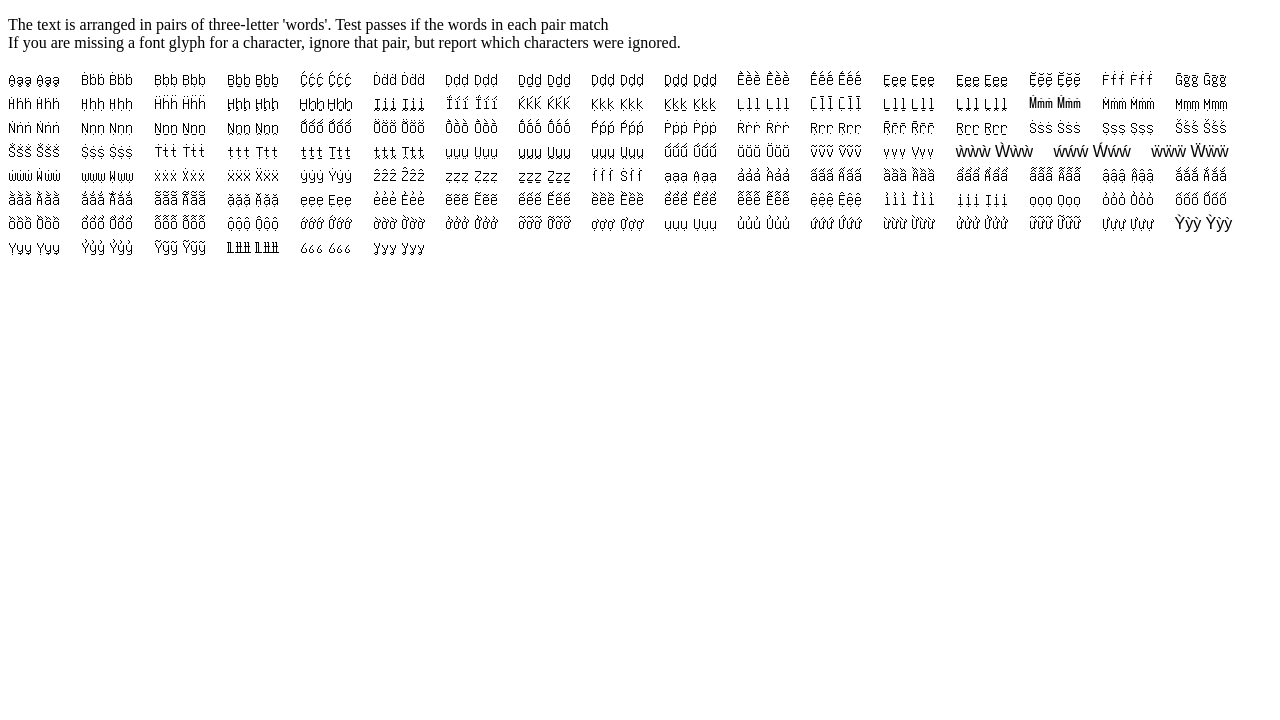 The text is arranged in pairs of three-letter 'words'. Test passes if the words in each pair match
If you are missing a font glyph for a character, ignore that pair, but report which characters were ignored.
Ḁḁḁ Ḁḁḁ Ḃḃḃ Ḃḃḃ Ḅḅḅ Ḅḅḅ Ḇḇḇ Ḇḇḇ Ḉḉḉ Ḉḉḉ Ḋḋḋ Ḋḋḋ Ḍḍḍ Ḍḍḍ Ḏḏḏ Ḏḏḏ Ḑḑḑ Ḑḑḑ Ḓḓḓ Ḓḓḓ Ḕḕḕ Ḕḕḕ Ḗḗḗ Ḗḗḗ Ḙḙḙ Ḙḙḙ Ḛḛḛ Ḛḛḛ Ḝḝḝ Ḝḝḝ Ḟḟḟ Ḟḟḟ Ḡḡḡ Ḡḡḡ
Ḣḣḣ Ḣḣḣ Ḥḥḥ Ḥḥḥ Ḧḧḧ Ḧḧḧ Ḩḩḩ Ḩḩḩ Ḫḫḫ Ḫḫḫ Ḭḭḭ Ḭḭḭ Ḯḯḯ Ḯḯḯ Ḱḱḱ Ḱḱḱ Ḳḳḳ Ḳḳḳ Ḵḵḵ Ḵḵḵ Ḷḷḷ Ḷḷḷ Ḹḹḹ Ḹḹḹ Ḻḻḻ Ḻḻḻ Ḽḽḽ Ḽḽḽ Ḿḿḿ Ḿḿḿ Ṁṁṁ Ṁṁṁ Ṃṃṃ Ṃṃṃ
Ṅṅṅ Ṅṅṅ Ṇṇṇ Ṇṇṇ Ṉṉṉ Ṉṉṉ Ṋṋṋ Ṋṋṋ Ṍṍṍ Ṍṍṍ Ṏṏṏ Ṏṏṏ Ṑṑṑ Ṑṑṑ Ṓṓṓ Ṓṓṓ Ṕṕṕ Ṕṕṕ Ṗṗṗ Ṗṗṗ Ṙṙṙ Ṙṙṙ Ṛṛṛ Ṛṛṛ Ṝṝṝ Ṝṝṝ Ṟṟṟ Ṟṟṟ Ṡṡṡ Ṡṡṡ Ṣṣṣ Ṣṣṣ Ṥṥṥ Ṥṥṥ
Ṧṧṧ Ṧṧṧ Ṩṩṩ Ṩṩṩ Ṫṫṫ Ṫṫṫ ṭṭṭ Ṭṭṭ ṯṯṯ Ṯṯṯ ṱṱṱ Ṱṱṱ ṳṳṳ Ṳṳṳ ṵṵṵ Ṵṵṵ ṷṷṷ Ṷṷṷ ṹṹṹ Ṹṹṹ ṻṻṻ Ṻṻṻ ṽṽṽ Ṽṽṽ ṿṿṿ Ṿṿṿ ẁẁẁ Ẁẁẁ ẃẃẃ Ẃẃẃ ẅẅẅ Ẅẅẅ
ẇẇẇ Ẇẇẇ ẉẉẉ Ẉẉẉ ẋẋẋ Ẋẋẋ ẍẍẍ Ẍẍẍ ẏẏẏ Ẏẏẏ ẑẑẑ Ẑẑẑ ẓẓẓ Ẓẓẓ ẕẕẕ Ẕẕẕ ẛẛẛ Ṡẛẛ ạạạ Ạạạ ảảả Ảảả ấấấ Ấấấ ầầầ Ầầầ ẩẩẩ Ẩẩẩ ẫẫẫ Ẫẫẫ ậậậ Ậậậ ắắắ Ắắắ
ằằằ Ằằằ ẳẳẳ Ẳẳẳ ẵẵẵ Ẵẵẵ ặặặ Ặặặ ẹẹẹ Ẹẹẹ ẻẻẻ Ẻẻẻ ẽẽẽ Ẽẽẽ ếếế Ếếế ềềề Ềềề ểểể Ểểể ễễễ Ễễễ ệệệ Ệệệ ỉỉỉ Ỉỉỉ ịịị Ịịị ọọọ Ọọọ ỏỏỏ Ỏỏỏ ốốố Ốốố
ồồồ Ồồồ ổổổ Ổổổ ỗỗỗ Ỗỗỗ ộộộ Ộộộ ớớớ Ớớớ ờờờ Ờờờ ởởở Ởởở ỡỡỡ Ỡỡỡ ợợợ Ợợợ ụụụ Ụụụ ủủủ Ủủủ ứứứ Ứứứ ừừừ Ừừừ ửửử Ửửử ữữữ Ữữữ Ựựự Ựựự Ỳỳỳ Ỳỳỳ
Ỵỵỵ Ỵỵỵ Ỷỷỷ Ỷỷỷ Ỹỹỹ Ỹỹỹ Ỻỻỻ Ỻỻỻ Ỽỽỽ Ỽỽỽ Ỿỿỿ Ỿỿỿ